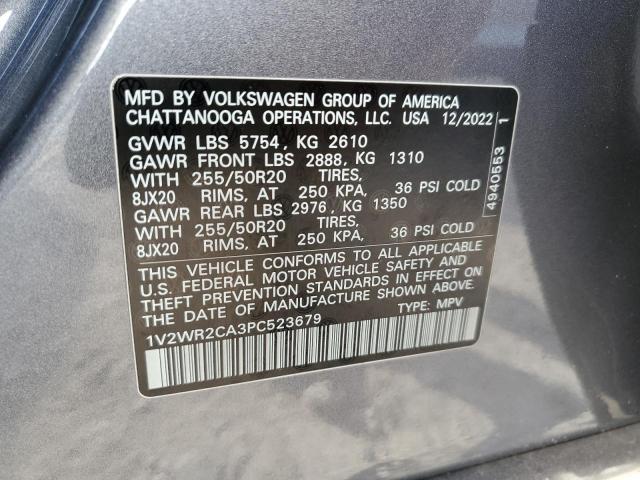 MFD BY VOLKSWAGEN GROUP OF AMERICA
CHATTANOOGA OPERATIONS, LLC. USA 12/2022
GVWR LBS 5754, KG 2610
GAWR FRONT LBS 2888, KG 1310
WITH 255/50R20 TIRES,
8JX20 RIMS, AT 250 KPA, 36 PSI COLD
GAWR REAR LBS 2976, KG 1350
WITH 255/50R20 TIRES,
8JX20 RIMS, AT 250 KPA, 36 PSI COLD
THIS VEHICLE CONFORMS TO ALL APPLICABLE
U.S. FEDERAL MOTOR VEHICLE SAFETY AND
THEFT PREVENTION STANDARDS IN EFFECT ON
THE DATE OF MANUFACTURE SHOWN ABOVE.
1V2WR2CA3PC523679 TYPE: MPV
4940553 1